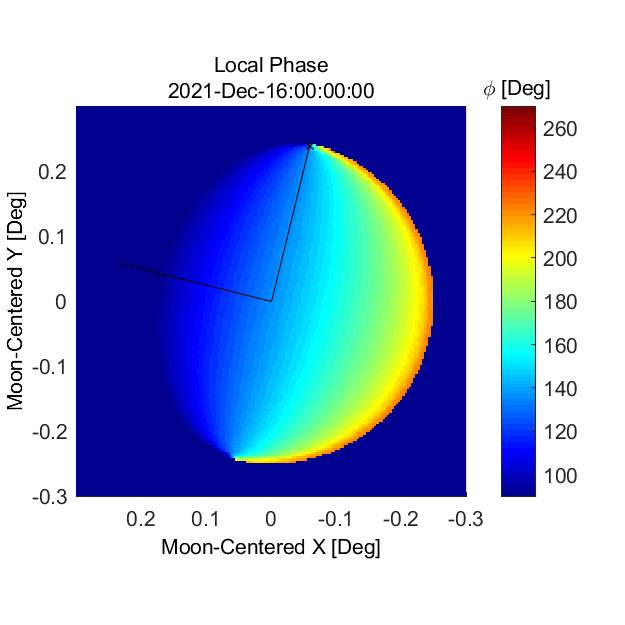 Local Phase
2021-Dec-16:00:00:00:00
ϕ [Deg]
260
240
220
200
180
160
140
120
100
Moon-Centered Y [Deg]
0.2
0.1
0
-0.1
-0.2
-0.3
0.2 0.1 0 -0.1 -0.2 -0.3
Moon-Centered X [Deg]